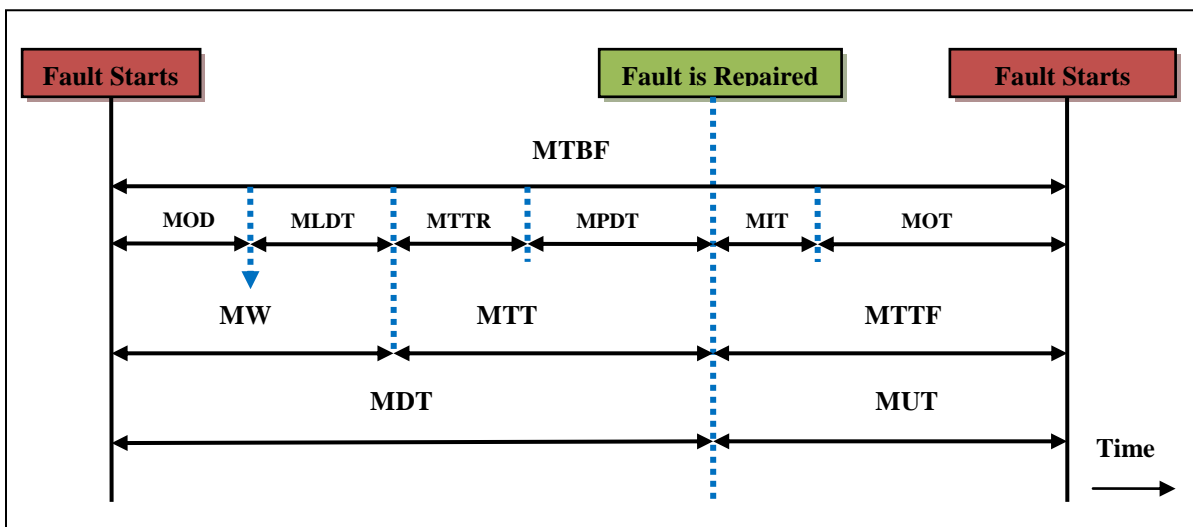 Fault Starts
Fault is Repaired
Fault Starts
MTBF
MOD
MLDT
MTTR
MPDT
MIT
MOT
MW
MTT
MTTF
MDT
MUT
Time